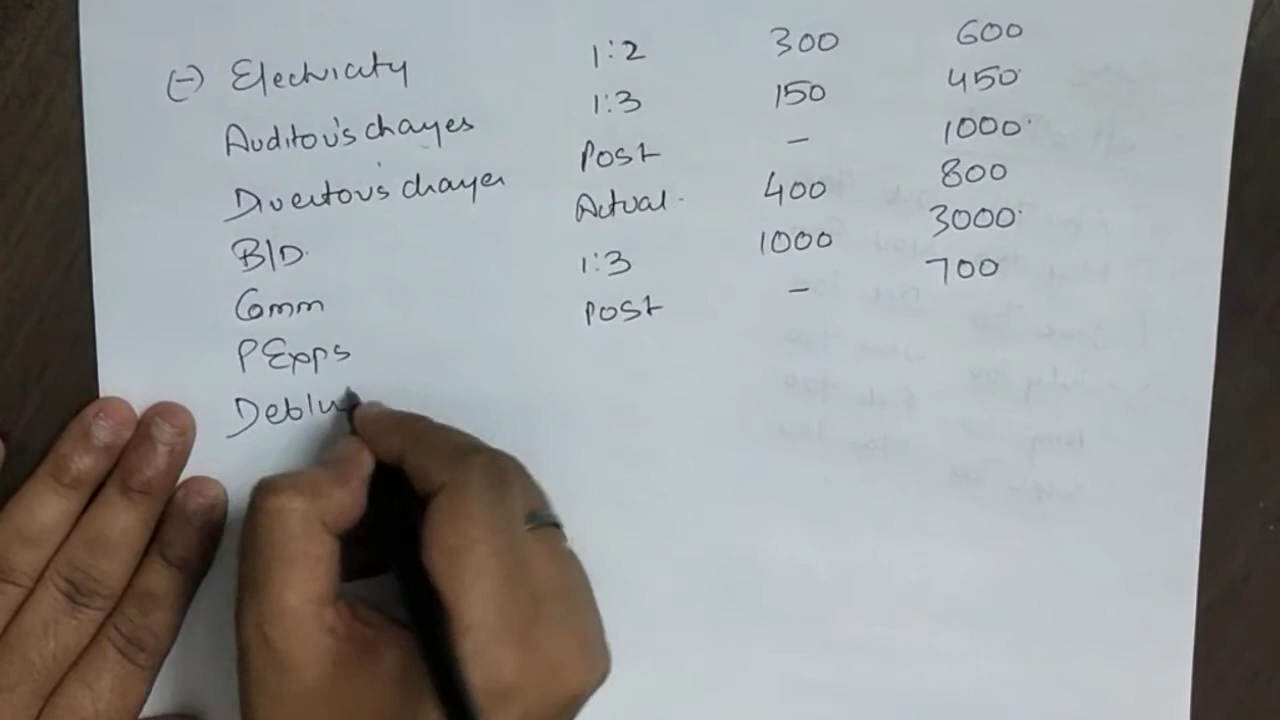 (-) Electricity 1:2 300 600
Auditor's charges 1:3 150 450
Director's charges Post - 1000
B/D. Actual. 400 800
Comm 1:3 1000 3000
P Exps Post - 700